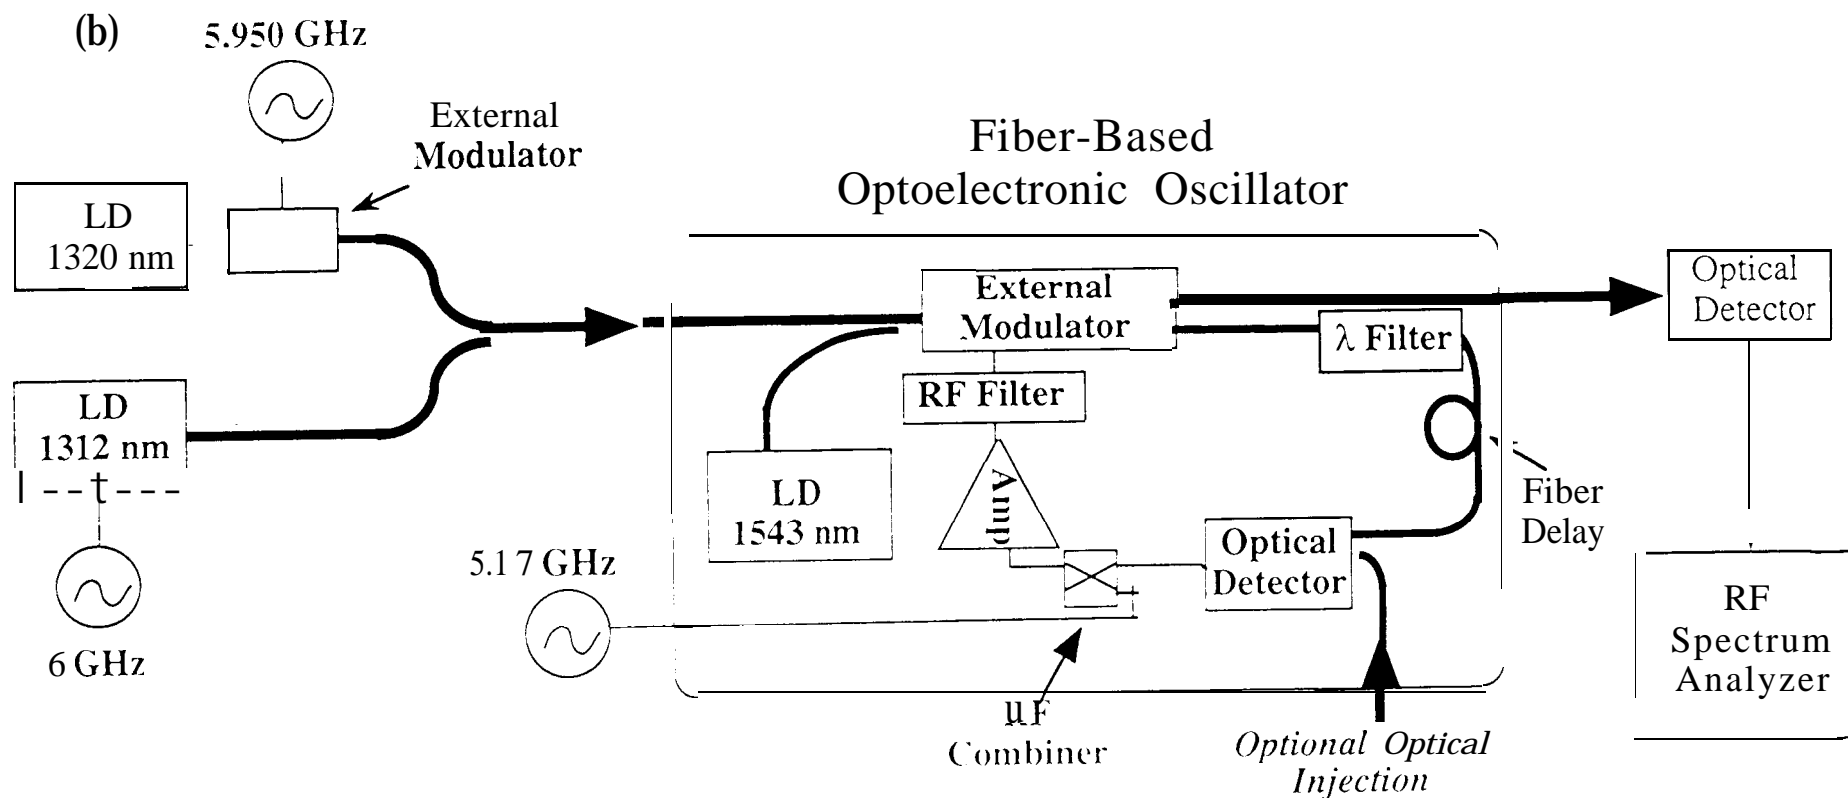 (b)
5.950 GHz
External
Modulator
Fiber-Based
Optoelectronic Oscillator
LD
1320 nm
External
Modulator
λ Filter
Optical
Detector
RF Filter
LD
1312 nm
Amp
LD
1543 nm
Fiber
Delay
5.17 GHz
Optical
Detector
6 GHz
RF
Spectrum
Analyzer
μF
Combiner
Optional Optical
Injection